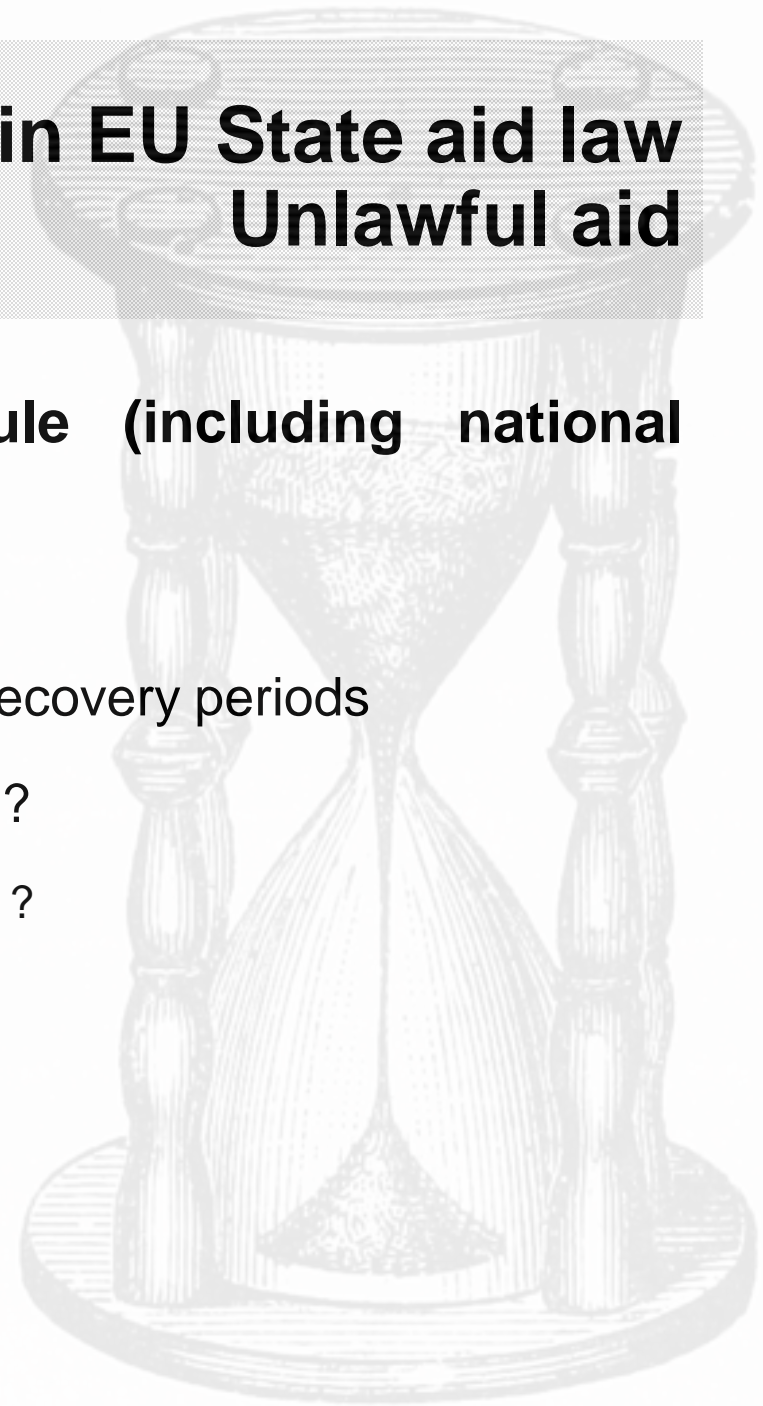 in EU State aid law
Unlawful aid
ule (including national
ecovery periods
?
?